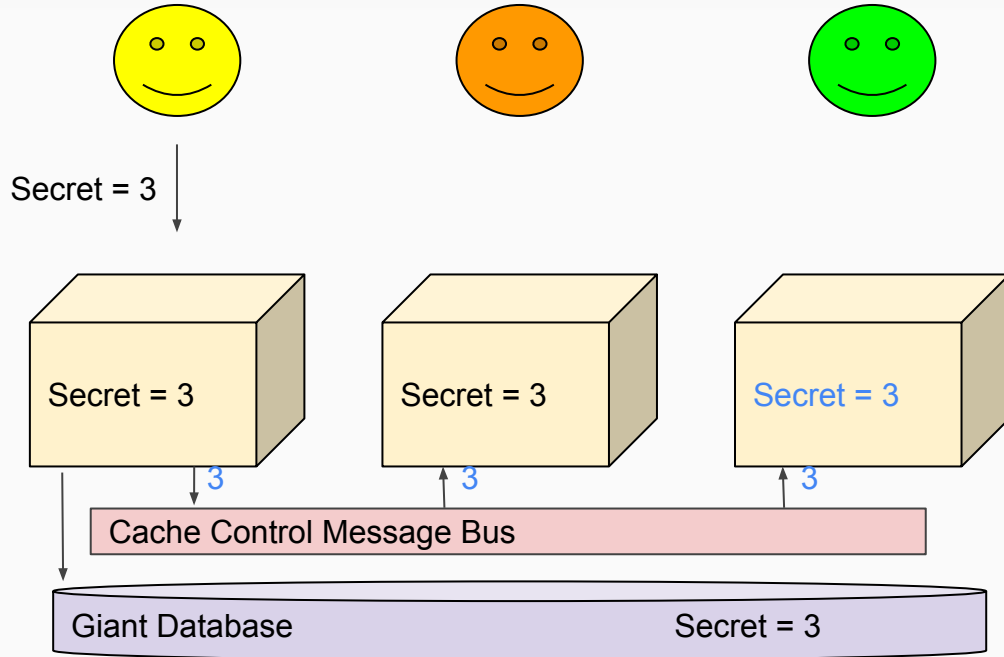 Secret = 3
Secret = 3
Secret = 3
Secret = 3
3
3
3
Cache Control Message Bus
Giant Database
Secret = 3